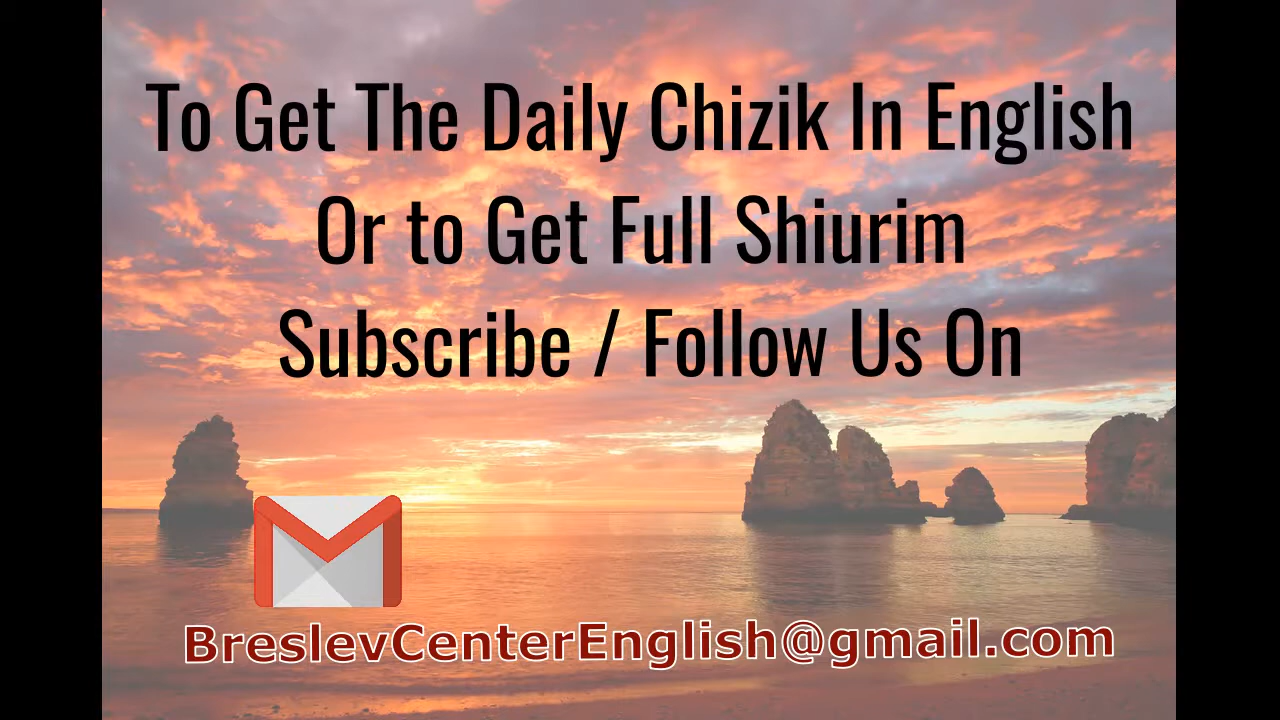 To Get The Daily Chizik In English
Or to Get Full Shiurim
Subscribe / Follow Us On
BreslevCenterEnglish@gmail.com